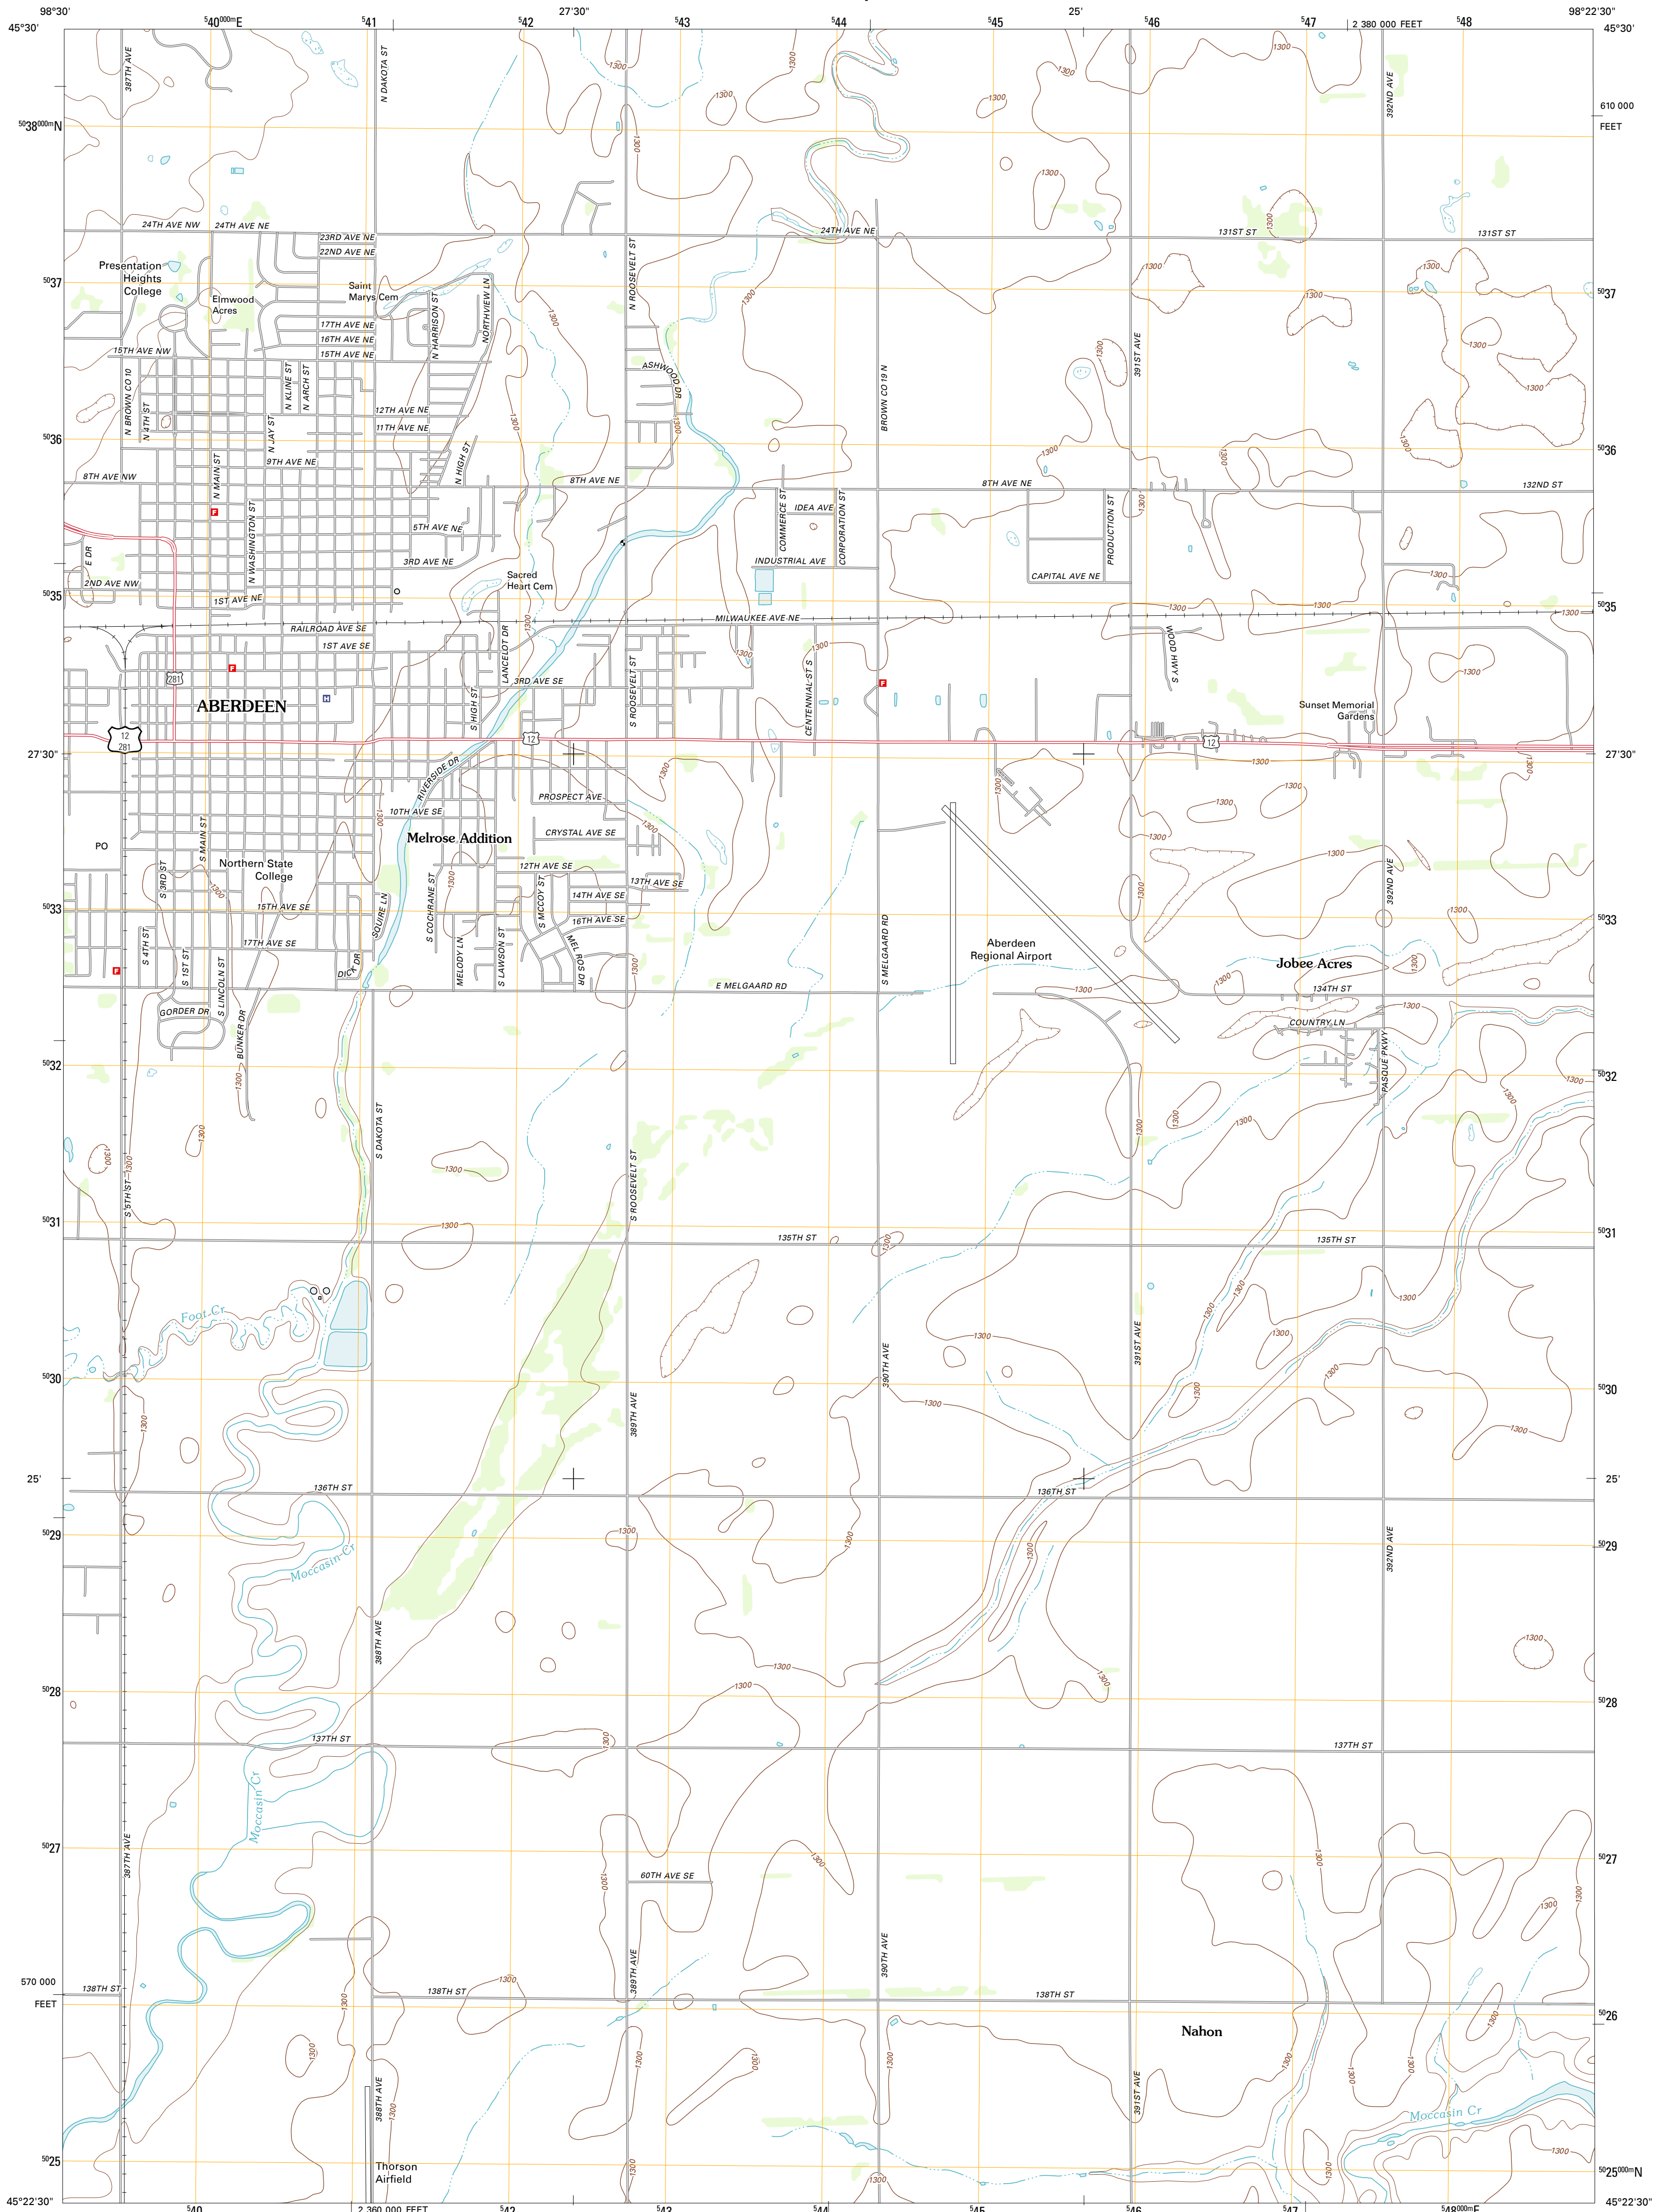 98°30'
⁵40⁰⁰⁰ᵐE
⁵41
⁵42
27'30"
⁵43
⁵44
⁵45
25'
⁵46
⁵47
2 380 000 FEET
⁵48
98°22'30"
45°30'
45°30'
387TH AVE
N DAKOTA ST
392ND AVE
610 000
FEET
⁵⁰38⁰⁰⁰ᵐN
1300
1300
1300
1300
1300
1300
1300
1300
1300
1300
24TH AVE NW
24TH AVE NE
24TH AVE NE
131ST ST
131ST ST
23RD AVE NE
22ND AVE NE
Presentation
Heights
College
Elmwood
Acres
Saint
Marys Cem
N HARRISON ST
NORTHVIEW LN
N ROOSEVELT ST
⁵⁰37
⁵⁰37
17TH AVE NE
16TH AVE NE
15TH AVE NE
15TH AVE NW
N BROWN CO 10
N 4TH ST
N KLINE ST
N ARCH ST
N JAY ST
N MAIN ST
12TH AVE NE
11TH AVE NE
9TH AVE NE
N HIGH ST
ASHWOOD DR
BROWN CO 19 N
391ST AVE
⁵⁰36
⁵⁰36
8TH AVE NW
8TH AVE NE
8TH AVE NE
132ND ST
F
N WASHINGTON ST
5TH AVE NE
3RD AVE NE
COMMERCE ST
IDEA AVE
CORPORATION ST
INDUSTRIAL AVE
PRODUCTION ST
CAPITAL AVE NE
E DR
2ND AVE NW
1ST AVE NE
Sacred
Heart Cem
⁵⁰35
⁵⁰35
RAILROAD AVE SE
1ST AVE SE
MILWAUKEE AVE NE
LANCELOT DR
3RD AVE SE
S HIGH ST
S ROOSEVELT ST
CENTENIAL ST S
WOOD HWY S
281
F
F
H
ABERDEEN
12
281
12
12
Sunset Memorial
Gardens
27'30"
27'30"
RIVERSIDE DR
10TH AVE SE
PROSPECT AVE
CRYSTAL AVE SE
Melrose Addition
PO
S MAIN ST
Northern State
College
S 3RD ST
12TH AVE SE
13TH AVE SE
14TH AVE SE
16TH AVE SE
15TH AVE SE
17TH AVE SE
S COCHRANE ST
S MCCOY ST
MEL ROSE DR
MELODY LN
S LAWSON ST
SQUIRE LN
DICK DR
S 4TH ST
S 1ST ST
S LINCOLN ST
F
GORDER DR
BUNKER DR
E MELGAARD RD
S MELGAARD RD
Aberdeen
Regional Airport
392ND AVE
Jobee Acres
134TH ST
COUNTRY LN
PASQUE PKWY
⁵⁰33
⁵⁰33
⁵⁰32
⁵⁰32
S DAKOTA ST
S ROOSEVELT ST
S 5TH ST
⁵⁰31
⁵⁰31
135TH ST
135TH ST
Foot Cr
390TH AVE
391ST AVE
⁵⁰30
⁵⁰30
389TH AVE
25'
25'
136TH ST
136TH ST
⁵⁰29
⁵⁰29
Moccasin Cr
392ND AVE
388TH AVE
⁵⁰28
⁵⁰28
137TH ST
137TH ST
Moccasin Cr
387TH AVE
⁵⁰27
⁵⁰27
60TH AVE SE
389TH AVE
390TH AVE
570 000
FEET
138TH ST
138TH ST
138TH ST
⁵⁰26
Nahon
388TH AVE
391ST AVE
Moccasin Cr
⁵⁰25
⁵⁰25⁰⁰⁰ᵐN
Thorson
Airfield
45°22'30"
45°22'30"
2 360 000 FEET
⁵48⁰⁰⁰ᵐE